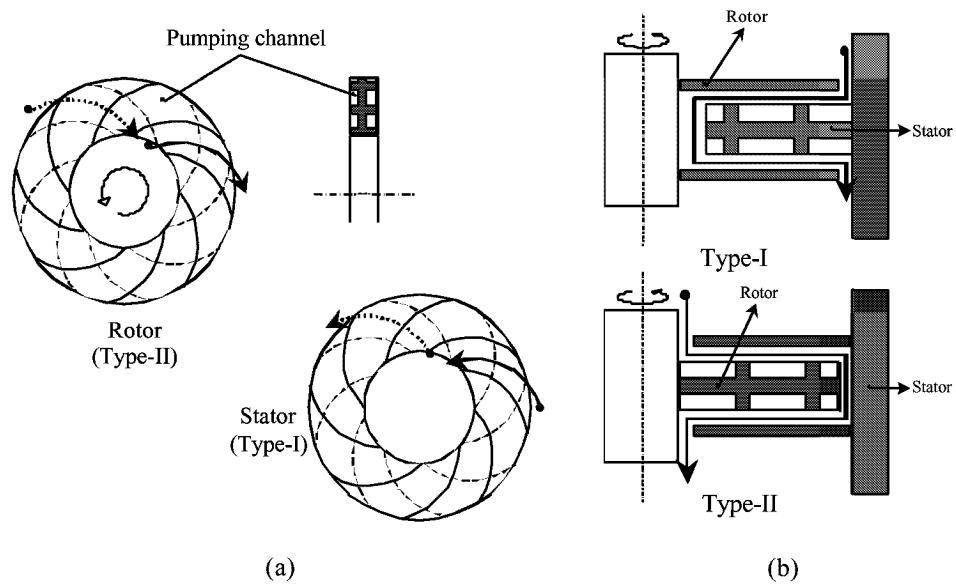 Pumping channel
Rotor
(Type-II)
Stator
(Type-I)
(a)
Rotor
Stator
Type-I
Rotor
Stator
Type-II
(b)